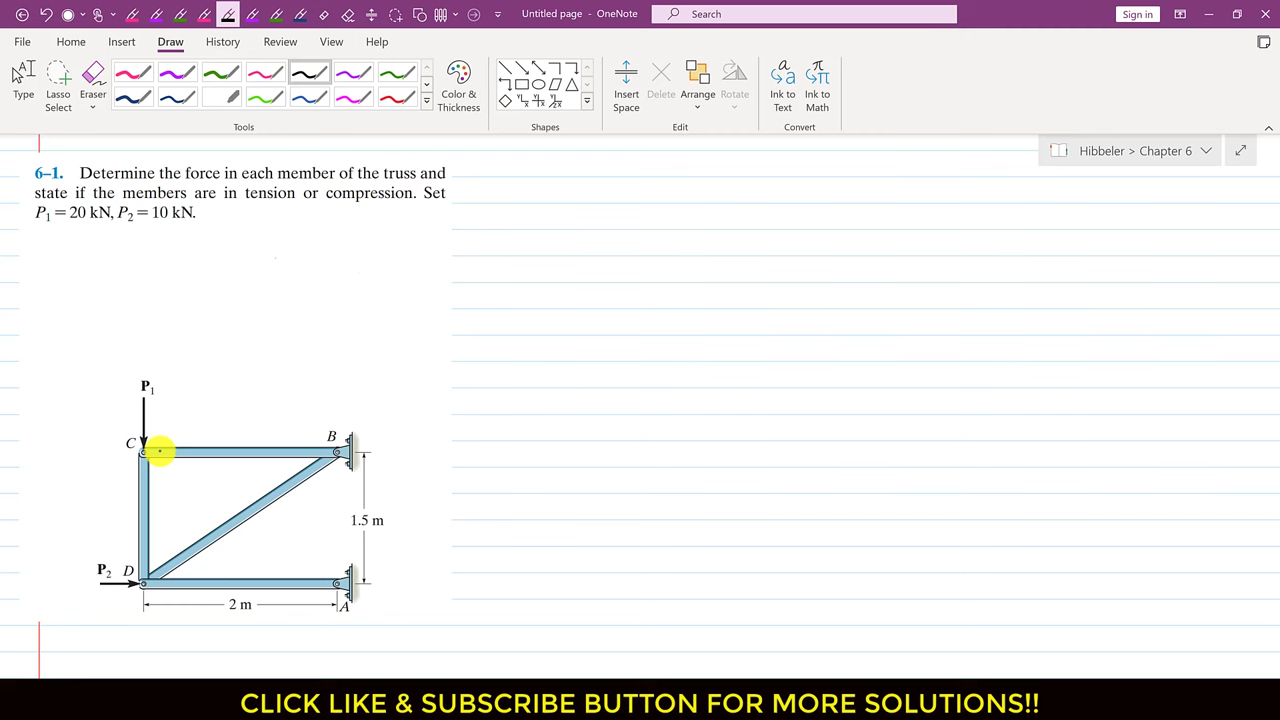 Untitled page - OneNote
Search
Sign in
File Home Insert Draw History Review View Help
Type
Lasso
Select
Eraser
Color &
Thickness
Insert
Space
Delete
Arrange
Rotate
Ink to
Text
Ink to
Math
Tools
Shapes
Edit
Convert
Hibbeler > Chapter 6
6–1. Determine the force in each member of the truss and
state if the members are in tension or compression. Set
P1 = 20 kN, P2 = 10 kN.
P1
C
B
1.5 m
P2 D
2 m
A
CLICK LIKE & SUBSCRIBE BUTTON FOR MORE SOLUTIONS!!